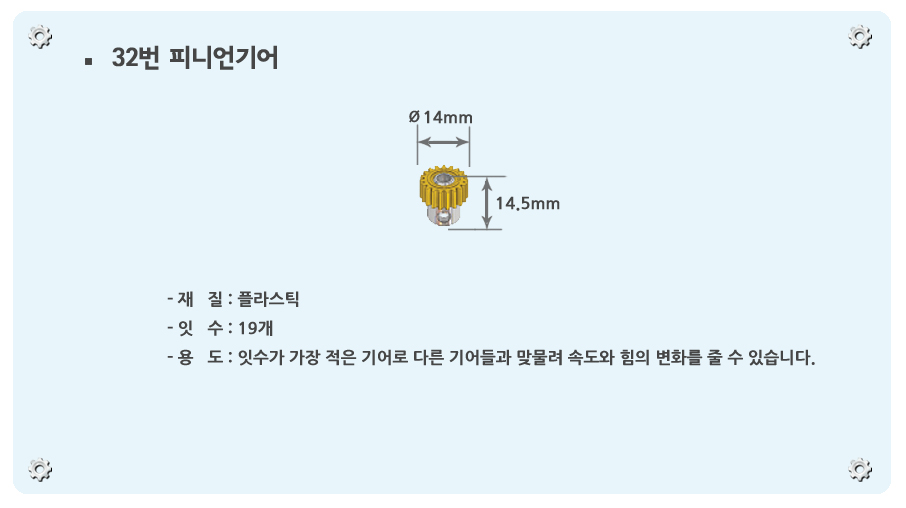 ▪ 32번 피니언기어
Ø14mm
14.5mm
- 재 질 : 플라스틱
- 잇 수 : 19개
- 용 도 : 잇수가 가장 적은 기어로 다른 기어들과 맞물려 속도와 힘의 변화를 줄 수 있습니다.